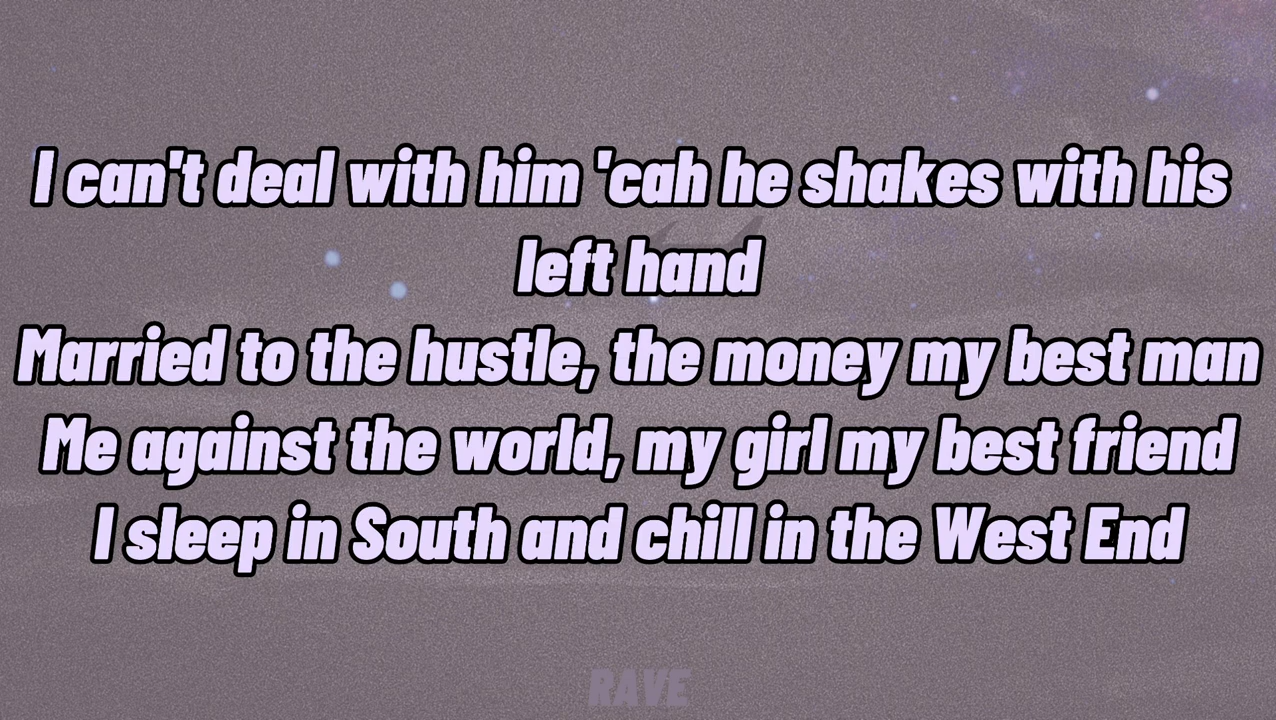 I can't deal with him 'cah he shakes with his
left hand
Married to the hustle, the money my best man
Me against the world, my girl my best friend
I sleep in South and chill in the West End
RAVE